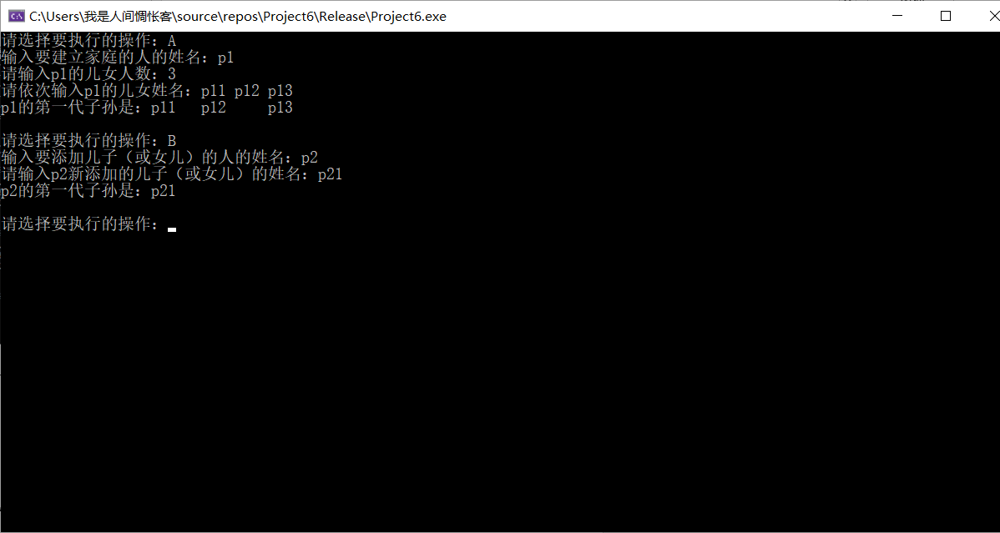 C:\Users\我是人间惆怅客\source\repos\Project6\Release\Project6.exe
请选择要执行的操作：A
输入要建立家庭的人的姓名：p1
请输入p1的儿女人数：3
请依次输入p1的儿女姓名：p11 p12 p13
p1的第一代子孙是：p11   p12     p13
请选择要执行的操作：B
输入要添加儿子（或女儿）的人的姓名：p2
请输入p2新添加的儿子（或女儿）的姓名：p21
p2的第一代子孙是：p21
请选择要执行的操作：